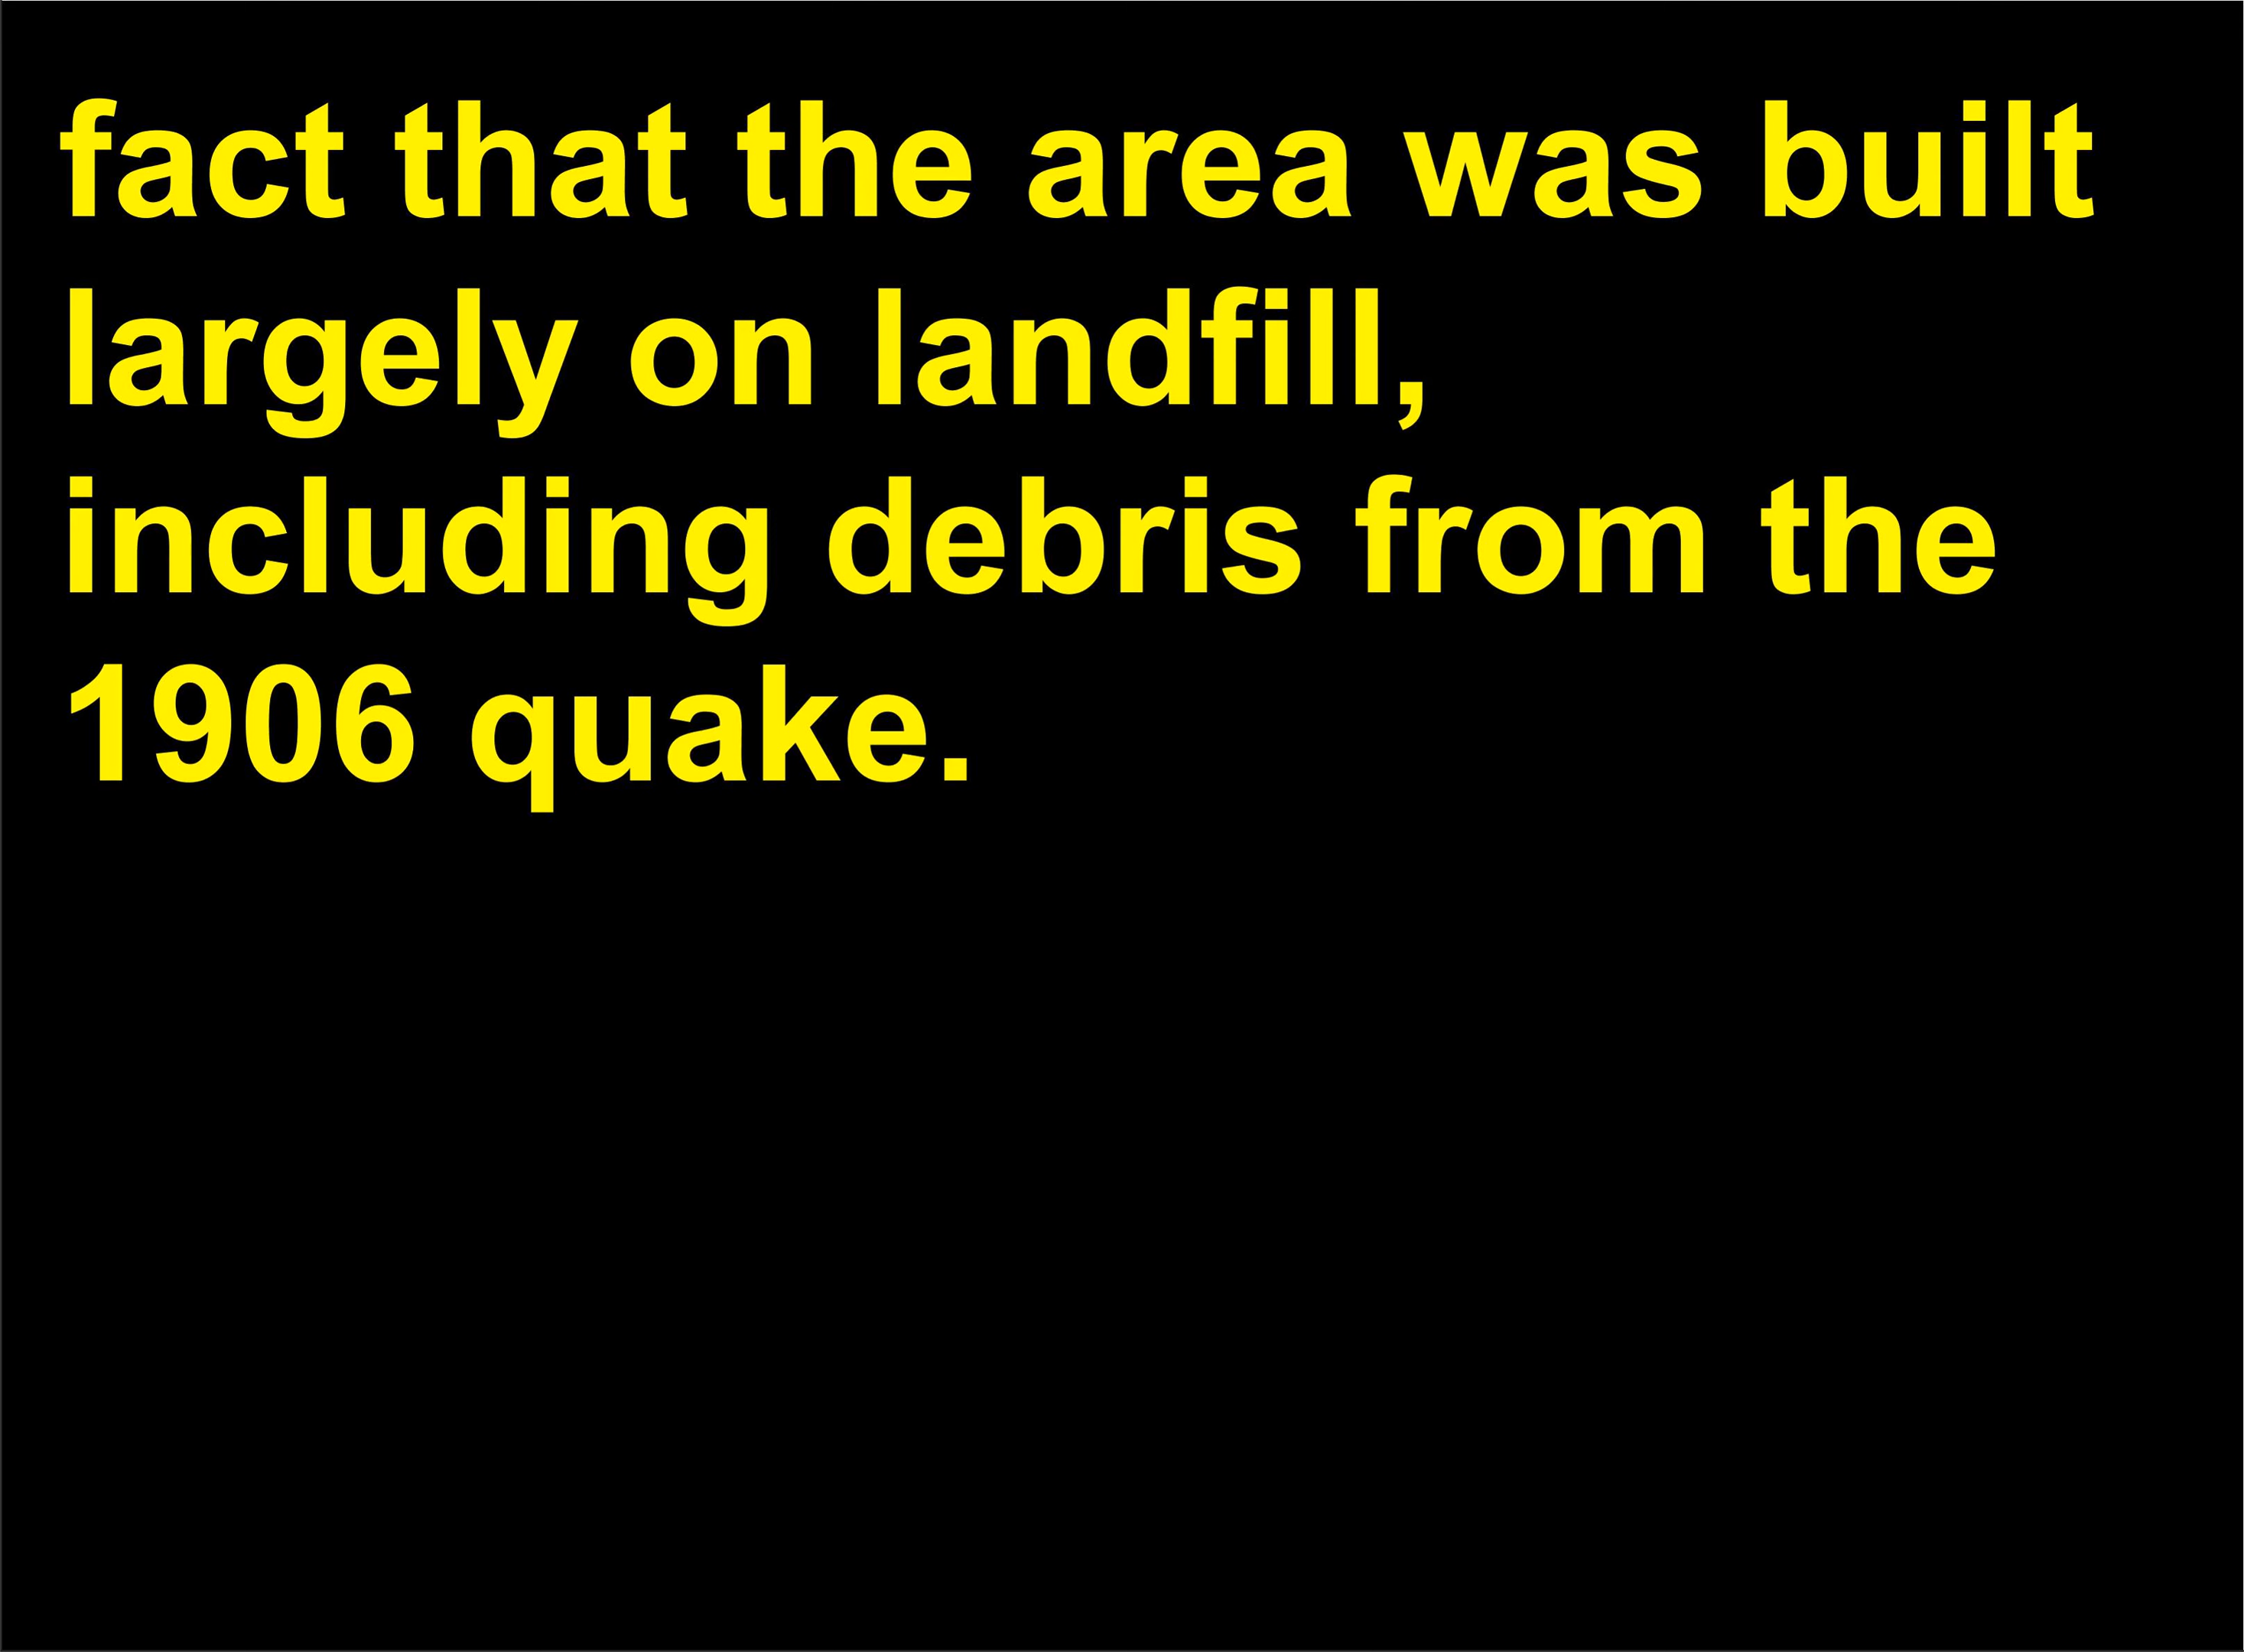 fact that the area was built
largely on landfill,
including debris from the
1906 quake.